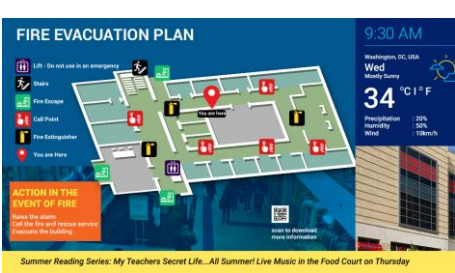 FIRE EVACUATION PLAN
Lift - Do not use in an emergency
Stairs
Fire Escape
Call Point
Fire Extinguisher
You are Here
You are here
ACTION IN THE
EVENT OF FIRE
Raise the alarm
Call the fire and rescue service
Evacuate the building
scan to download
more information
9:30 AM
Washington, DC, USA
Wed
Mostly Sunny
34 °C | °F
Precipitation : 20%
Humidity : 50%
Wind : 10km/h
Summer Reading Series: My Teachers Secret Life...All Summer! Live Music in the Food Court on Thursday